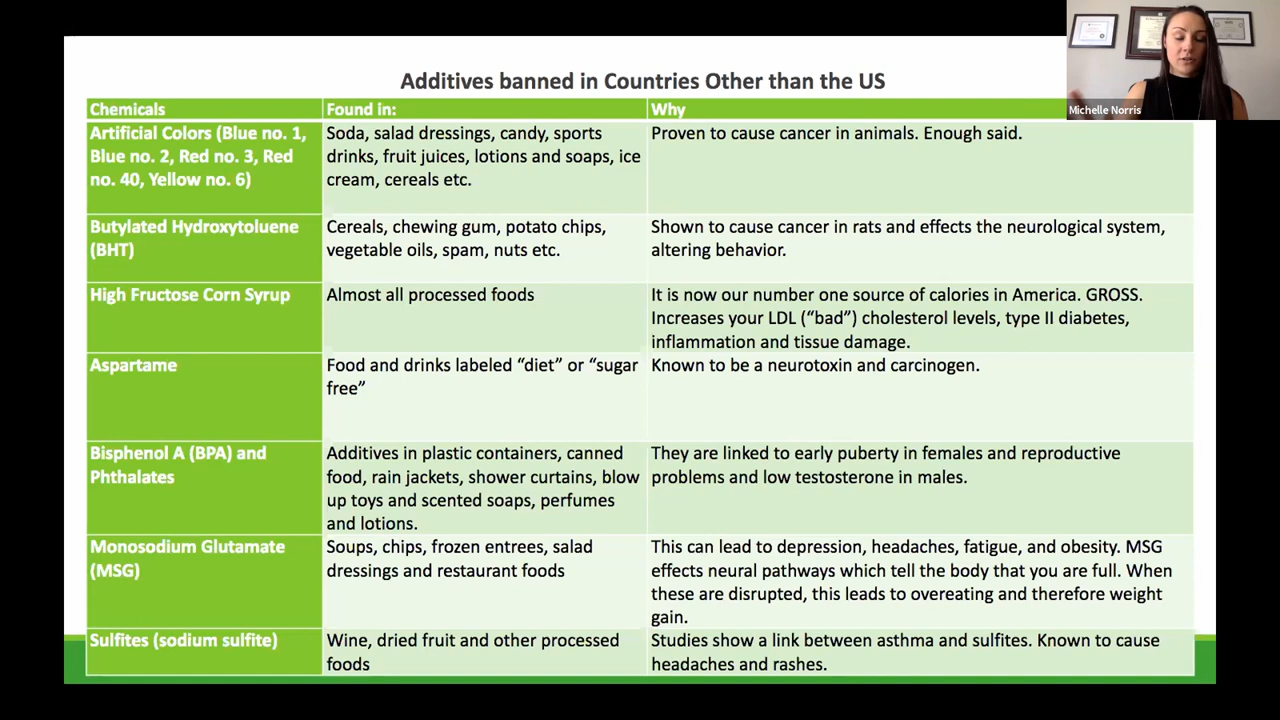 Additives banned in Countries Other than the US
Michelle Norris
Chemicals
Found in:
Why
Artificial Colors (Blue no. 1,
Blue no. 2, Red no. 3, Red
no. 40, Yellow no. 6)
Soda, salad dressings, candy, sports
drinks, fruit juices, lotions and soaps, ice
cream, cereals etc.
Proven to cause cancer in animals. Enough said.
Butylated Hydroxytoluene
(BHT)
Cereals, chewing gum, potato chips,
vegetable oils, spam, nuts etc.
Shown to cause cancer in rats and effects the neurological system,
altering behavior.
High Fructose Corn Syrup
Almost all processed foods
It is now our number one source of calories in America. GROSS.
Increases your LDL (“bad”) cholesterol levels, type II diabetes,
inflammation and tissue damage.
Aspartame
Food and drinks labeled “diet” or “sugar
free”
Known to be a neurotoxin and carcinogen.
Bisphenol A (BPA) and
Phthalates
Additives in plastic containers, canned
food, rain jackets, shower curtains, blow
up toys and scented soaps, perfumes
and lotions.
They are linked to early puberty in females and reproductive
problems and low testosterone in males.
Monosodium Glutamate
(MSG)
Soups, chips, frozen entrees, salad
dressings and restaurant foods
This can lead to depression, headaches, fatigue, and obesity. MSG
effects neural pathways which tell the body that you are full. When
these are disrupted, this leads to overeating and therefore weight
gain.
Sulfites (sodium sulfite)
Wine, dried fruit and other processed
foods
Studies show a link between asthma and sulfites. Known to cause
headaches and rashes.